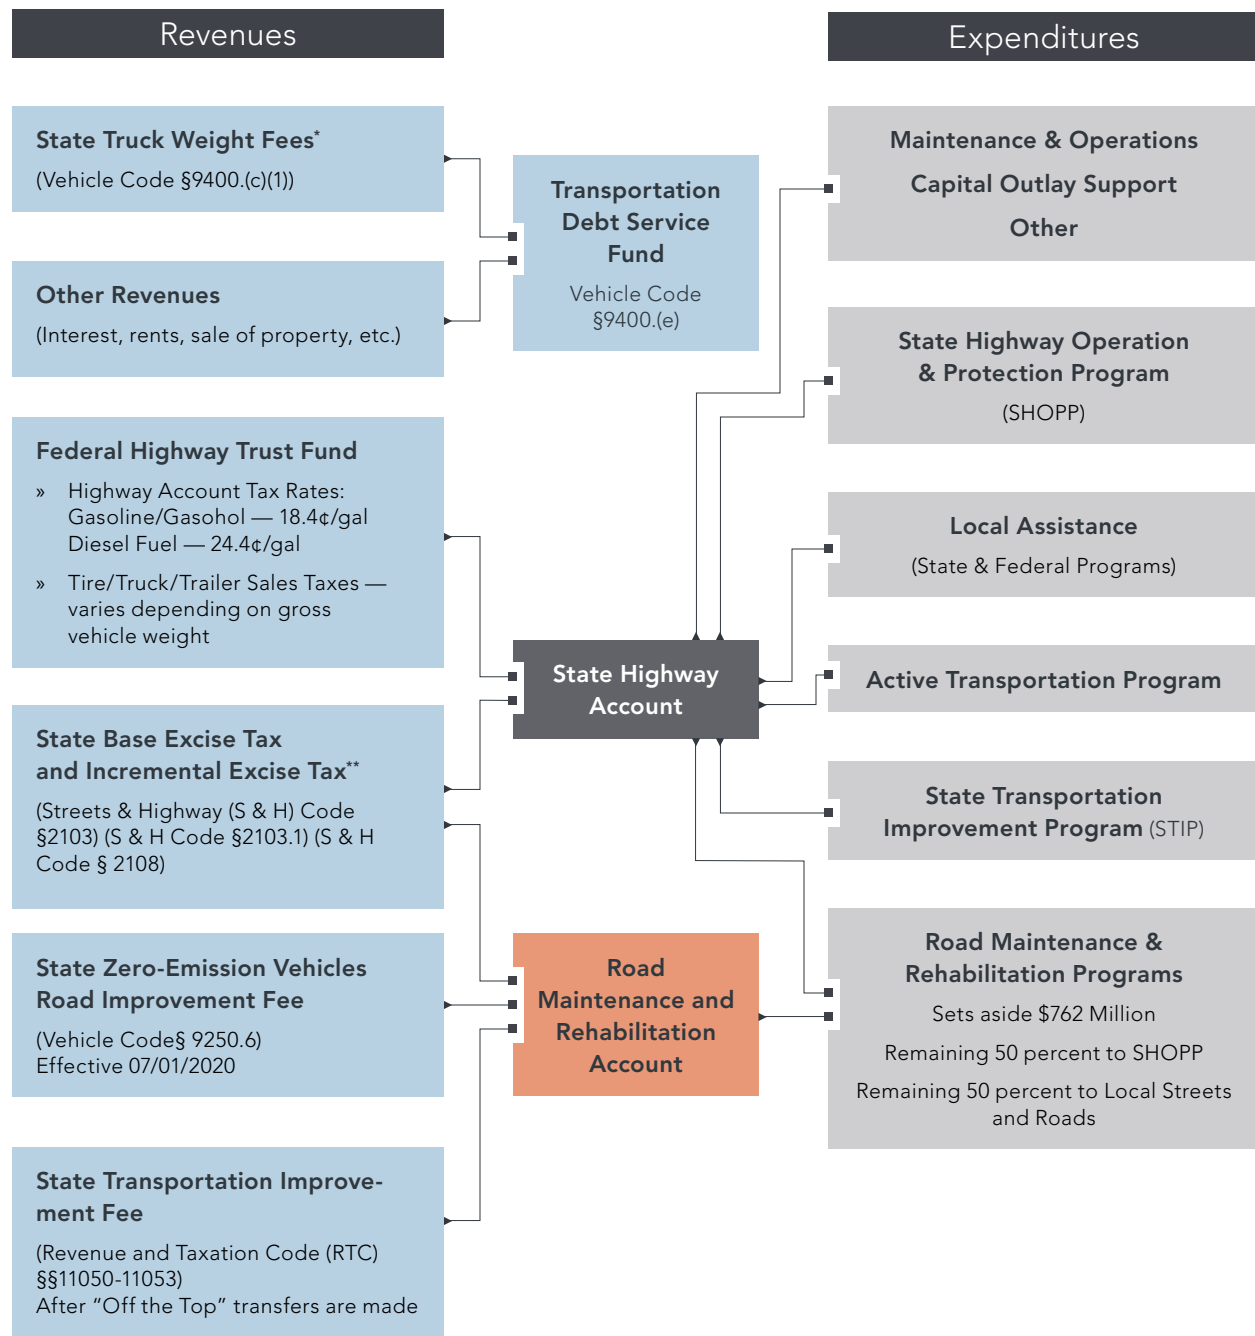 Revenues
State Truck Weight Fees*
(Vehicle Code §9400.(c)(1))
Other Revenues
(Interest, rents, sale of property, etc.)
Federal Highway Trust Fund
» Highway Account Tax Rates:
Gasoline/Gasohol — 18.4¢/gal
Diesel Fuel — 24.4¢/gal
» Tire/Truck/Trailer Sales Taxes —
varies depending on gross
vehicle weight
State Base Excise Tax
and Incremental Excise Tax**
(Streets & Highway (S & H) Code
§2103) (S & H Code §2103.1) (S & H
Code § 2108)
State Zero-Emission Vehicles
Road Improvement Fee
(Vehicle Code§ 9250.6)
Effective 07/01/2020
State Transportation Improve-
ment Fee
(Revenue and Taxation Code (RTC)
§§11050-11053)
After “Off the Top” transfers are made
Transportation
Debt Service
Fund
Vehicle Code
§9400.(e)
State Highway
Account
Road
Maintenance and
Rehabilitation
Account
Expenditures
Maintenance & Operations
Capital Outlay Support
Other
State Highway Operation
& Protection Program
(SHOPP)
Local Assistance
(State & Federal Programs)
Active Transportation Program
State Transportation
Improvement Program (STIP)
Road Maintenance &
Rehabilitation Programs
Sets aside $762 Million
Remaining 50 percent to SHOPP
Remaining 50 percent to Local Streets
and Roads